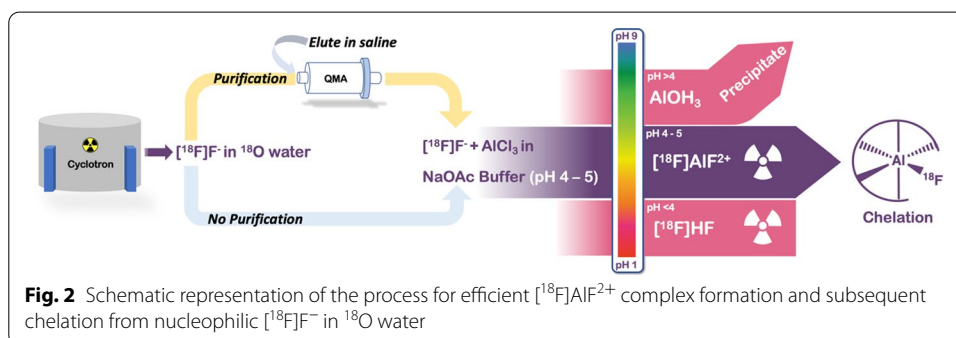 Elute in saline
Purification
QMA
Cyclotron
[¹⁸F]F⁻ in ¹⁸O water
No Purification
[¹⁸F]F⁻ + AlCl₃ in
NaOAc Buffer (pH 4 – 5)
pH 9
pH 1
pH >4
AlOH₃
Precipitate
pH 4 - 5
[¹⁸F]AlF²⁺
pH <4
[¹⁸F]HF
Al
¹⁸F
Chelation
Fig. 2 Schematic representation of the process for efficient [¹⁸F]AlF²⁺ complex formation and subsequent
chelation from nucleophilic [¹⁸F]F⁻ in ¹⁸O water